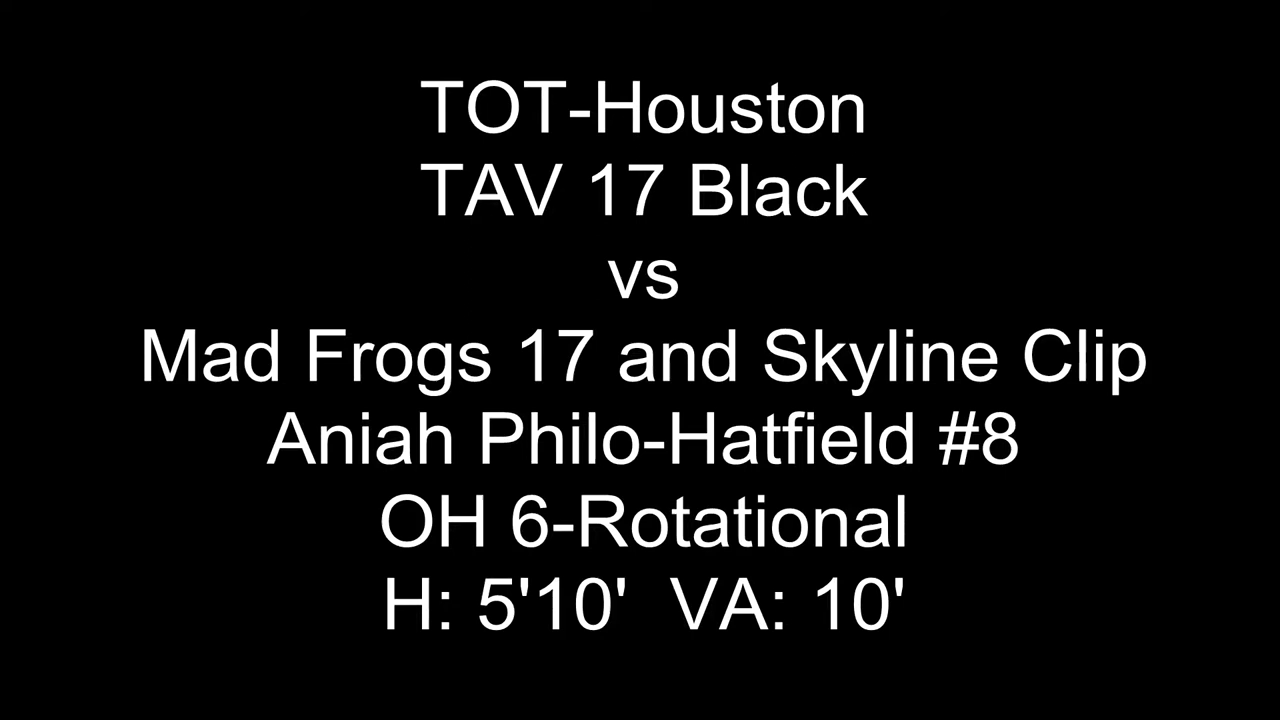 TOT-Houston
TAV 17 Black
vs
Mad Frogs 17 and Skyline Clip
Aniah Philo-Hatfield #8
OH 6-Rotational
H: 5'10'  VA: 10'